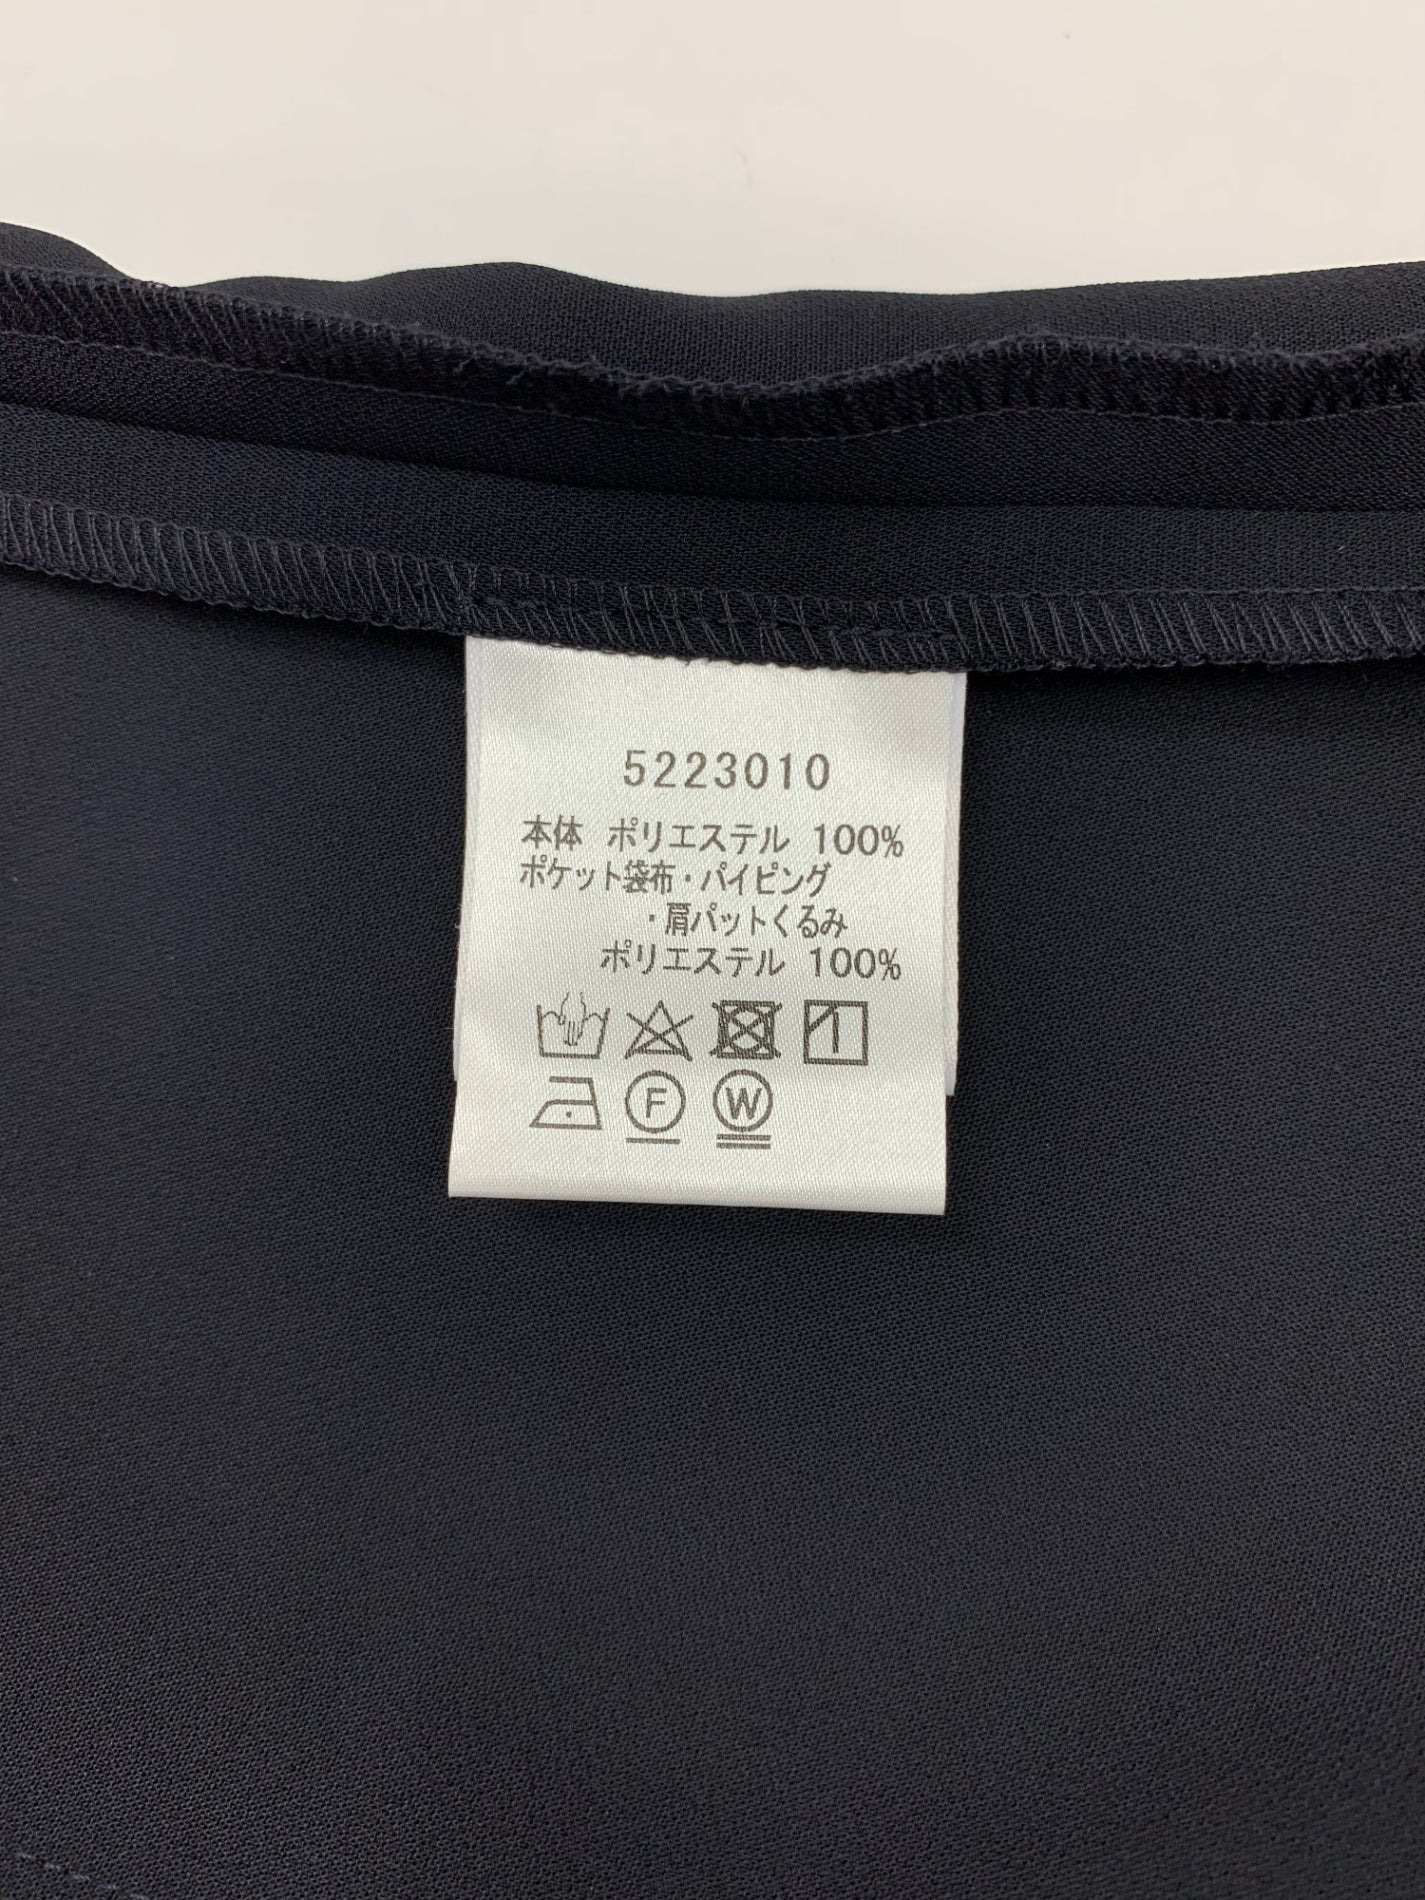 5223010
本体 ポリエステル 100%
ポケット袋布・パイピング
・肩パットくるみ
ポリエステル 100%
F W